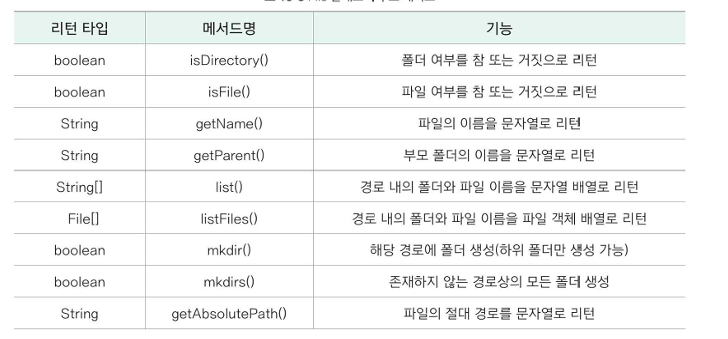 리턴 타입 메서드명 기능
boolean isDirectory() 폴더 여부를 참 또는 거짓으로 리턴
boolean isFile() 파일 여부를 참 또는 거짓으로 리턴
String getName() 파일의 이름을 문자열로 리턴
String getParent() 부모 폴더의 이름을 문자열로 리턴
String[] list() 경로 내의 폴더와 파일 이름을 문자열 배열로 리턴
File[] listFiles() 경로 내의 폴더와 파일 이름을 파일 객체 배열로 리턴
boolean mkdir() 해당 경로에 폴더 생성(하위 폴더만 생성 가능)
boolean mkdirs() 존재하지 않는 경로상의 모든 폴더 생성
String getAbsolutePath() 파일의 절대 경로를 문자열로 리턴